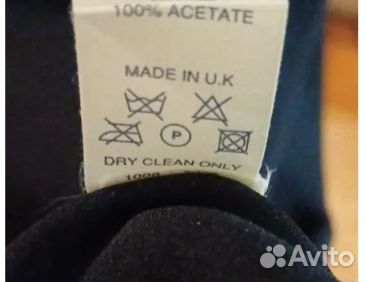 100% ACETATE
MADE IN U.K
P
DRY CLEAN ONLY
Avito